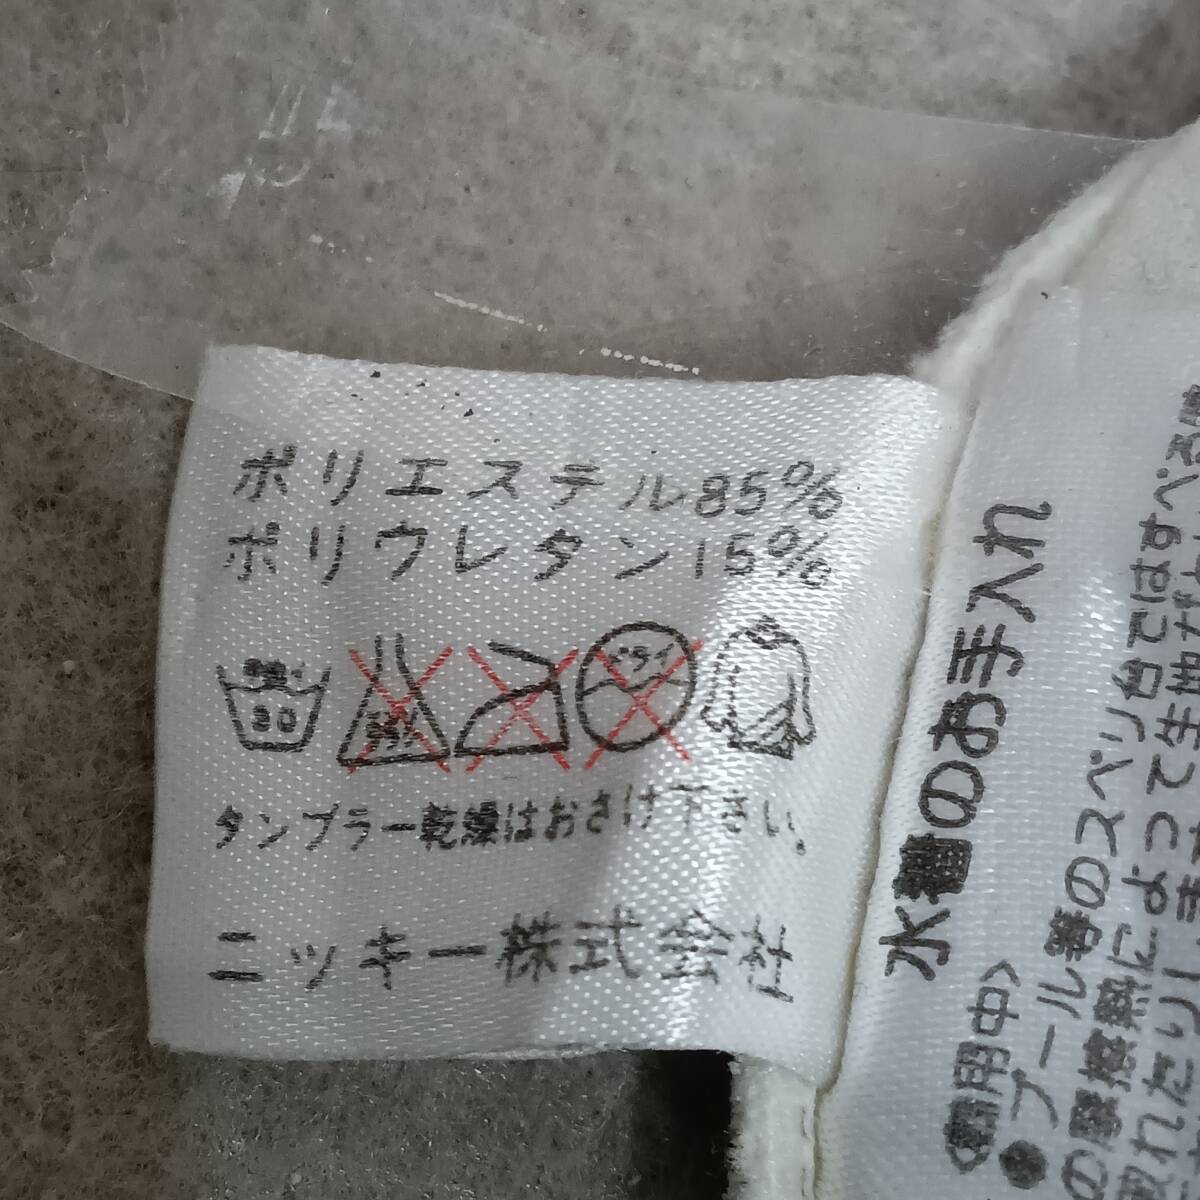 ポリエステル85%
ポリウレタン15%
30
ドライ
タンブラー乾燥はおさけ下さい。
ニッキー株式会社
水着のお手入れ
〈着用中〉
●プール等のスベリ台ではすべる時
の摩擦熱によって生地が
取れたりしま